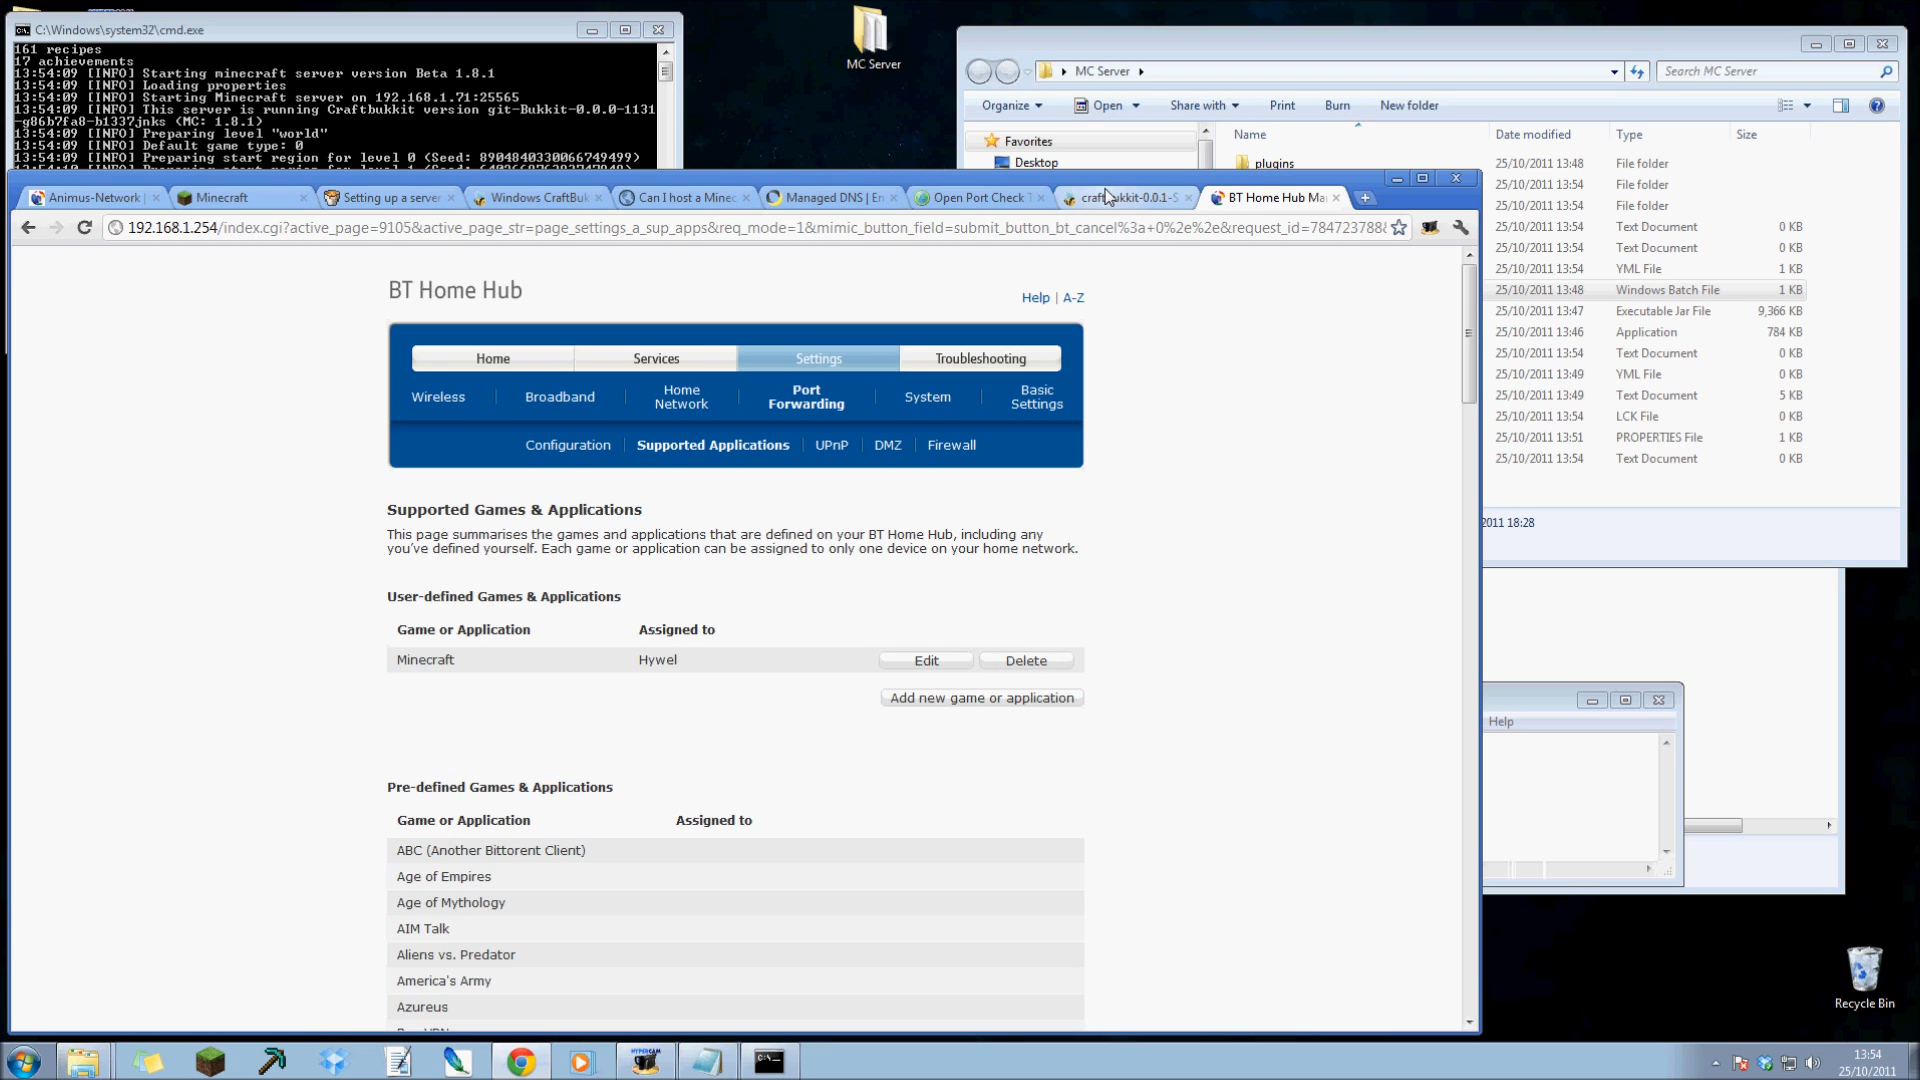 C:\Windows\system32\cmd.exe
161 recipes
17 achievements
13:54:09 [INFO] Starting minecraft server version Beta 1.8.1
13:54:09 [INFO] Loading properties
13:54:09 [INFO] Starting Minecraft server on 192.168.1.71:25565
13:54:09 [INFO] This server is running Craftbukkit version git-Bukkit-0.0.0-1131
-g86b7fa8-b1337jnks (MC: 1.8.1)
13:54:09 [INFO] Preparing level "world"
13:54:09 [INFO] Default game type: 0
13:54:09 [INFO] Preparing start region for level 0 (Seed: 8904840330066749499)
MC Server
MC Server
Search MC Server
Organize
Open
Share with
Print
Burn
New folder
Favorites
Desktop
Name
Date modified
Type
Size
plugins
25/10/2011 13:48 File folder
25/10/2011 13:54 File folder
25/10/2011 13:54 File folder
25/10/2011 13:54 Text Document 0 KB
25/10/2011 13:48 Text Document 0 KB
25/10/2011 13:54 YML File 1 KB
25/10/2011 13:48 Windows Batch File 1 KB
25/10/2011 13:47 Executable Jar File 9,366 KB
25/10/2011 13:46 Application 784 KB
25/10/2011 13:54 Text Document 0 KB
25/10/2011 13:49 YML File 1 KB
25/10/2011 13:49 Text Document 5 KB
25/10/2011 13:54 LCK File 0 KB
25/10/2011 13:51 PROPERTIES File 1 KB
25/10/2011 13:54 Text Document 0 KB
2011 18:28
Animus-Network |
Minecraft
Setting up a server
Windows CraftBuk
Can I host a Minec
Managed DNS | En
Open Port Check T
craftbukkit-0.0.1-S
BT Home Hub Ma
192.168.1.254/index.cgi?active_page=9105&active_page_str=page_settings_a_sup_apps&req_mode=1&mimic_button_field=submit_button_bt_cancel%3a+0%2e%2e&request_id=784723788&
BT Home Hub
Help | A-Z
Home
Services
Settings
Troubleshooting
Wireless
Broadband
Home Network
Port Forwarding
System
Basic Settings
Configuration
Supported Applications
UPnP
DMZ
Firewall
Supported Games & Applications
This page summarises the games and applications that are defined on your BT Home Hub, including any
you've defined yourself. Each game or application can be assigned to only one device on your home network.
User-defined Games & Applications
Game or Application Assigned to
Minecraft Hywel Edit Delete
Add new game or application
Pre-defined Games & Applications
Game or Application Assigned to
ABC (Another Bittorent Client)
Age of Empires
Age of Mythology
AIM Talk
Aliens vs. Predator
America's Army
Azureus
Help
Recycle Bin
HYPERCAM
13:54
25/10/2011